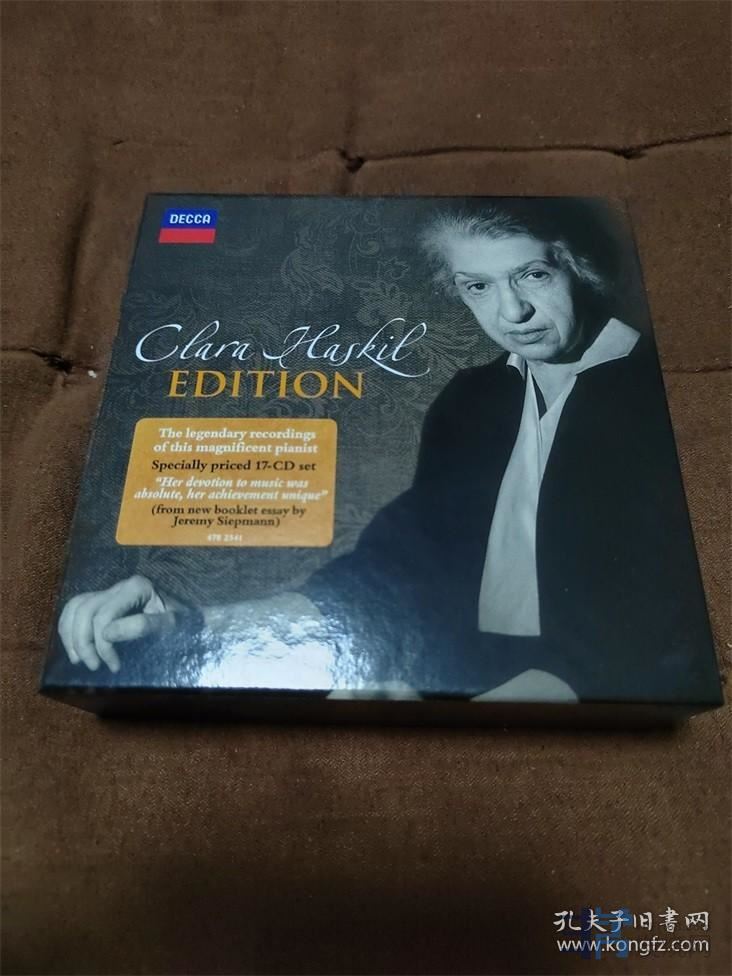 DECCA
Clara Haskil
EDITION
The legendary recordings
of this magnificent pianist
Specially priced 17-CD set
"Her devotion to music was
absolute, her achievement unique"
(from new booklet essay by
Jeremy Siepmann)
478 2541
孔夫子旧书网
www.kongfz.com